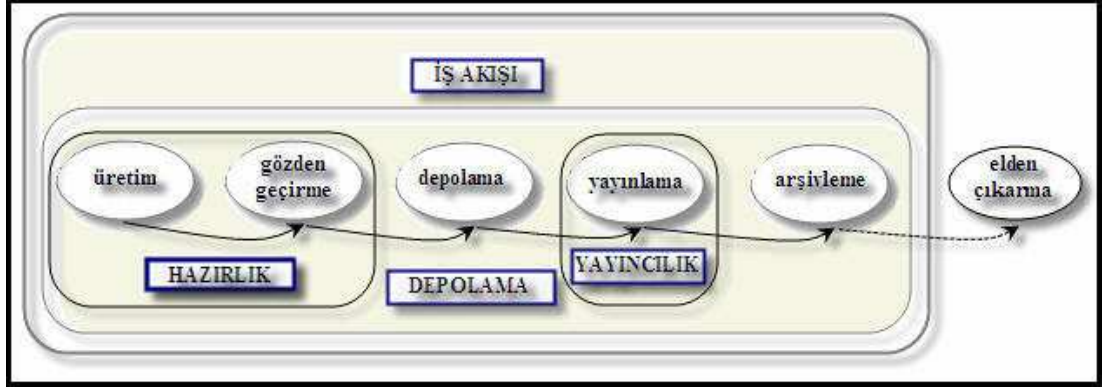 İŞ AKIŞI
üretim
gözden
geçirme
depolama
yayınlama
arşivleme
elden
çıkarma
HAZIRLIK
DEPOLAMA
YAYINCILIK